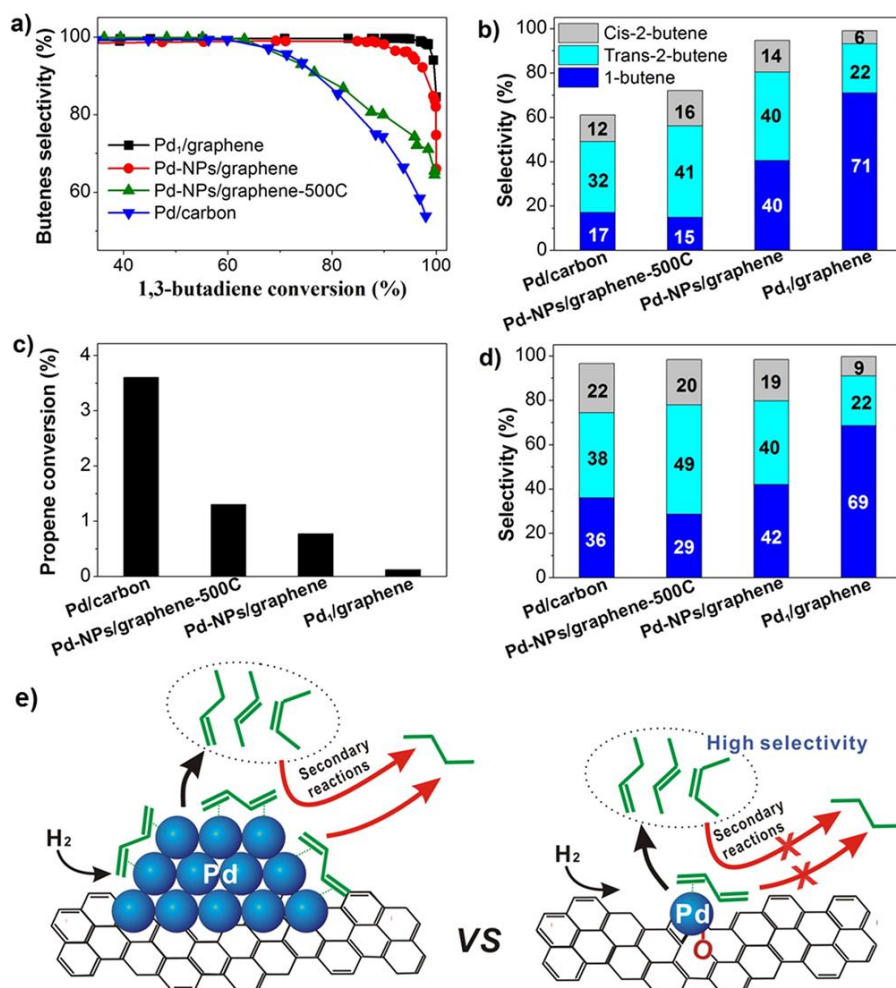 a)
Butenes selectivity (%)
100
80
60
Pd₁/graphene
Pd-NPs/graphene
Pd-NPs/graphene-500C
Pd/carbon
40
60
80
100
1,3-butadiene conversion (%)
b)
Selectivity (%)
100
80
60
40
20
0
Cis-2-butene
Trans-2-butene
1-butene
12
32
17
16
41
15
14
40
40
6
22
71
Pd/carbon
Pd-NPs/graphene-500C
Pd-NPs/graphene
Pd₁/graphene
c)
Propene conversion (%)
4
3
2
1
0
Pd/carbon
Pd-NPs/graphene-500C
Pd-NPs/graphene
Pd₁/graphene
d)
Selectivity (%)
100
80
60
40
20
0
22
38
36
20
49
29
19
40
42
9
22
69
Pd/carbon
Pd-NPs/graphene-500C
Pd-NPs/graphene
Pd₁/graphene
e)
Secondary
reactions
H₂
Pd
VS
High selectivity
Secondary
reactions
H₂
Pd
O